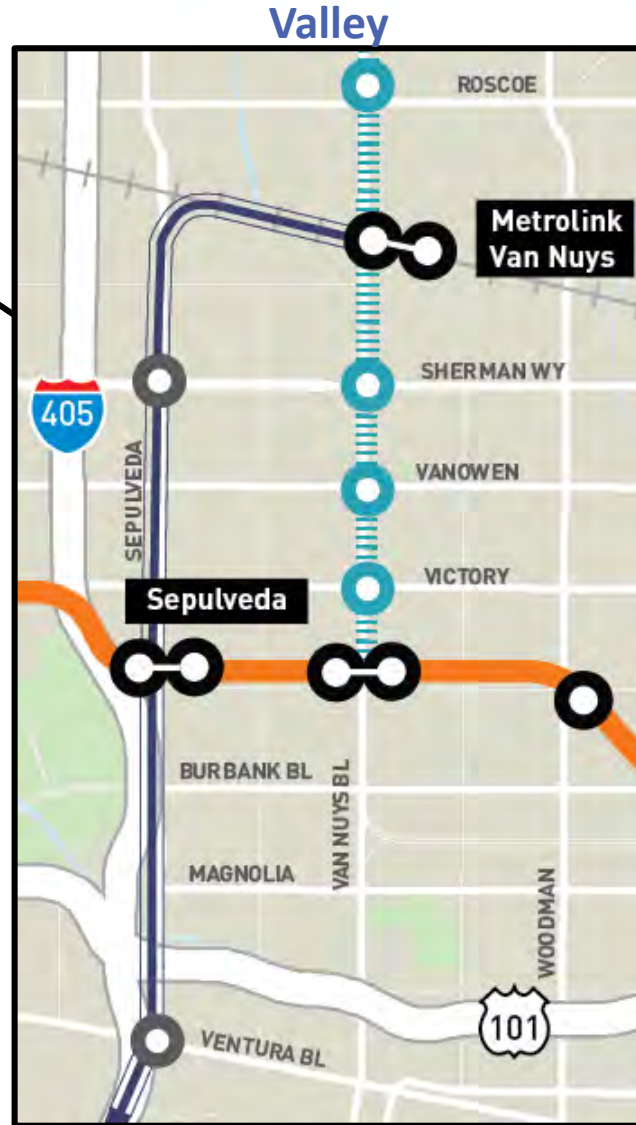 Valley
ROSCOE
Metrolink
Van Nuys
SHERMAN WY
405
SEPULVEDA
VANOWEN
VICTORY
Sepulveda
BURBANK BL
VAN NUYS BL
MAGNOLIA
WOODMAN
101
VENTURA BL